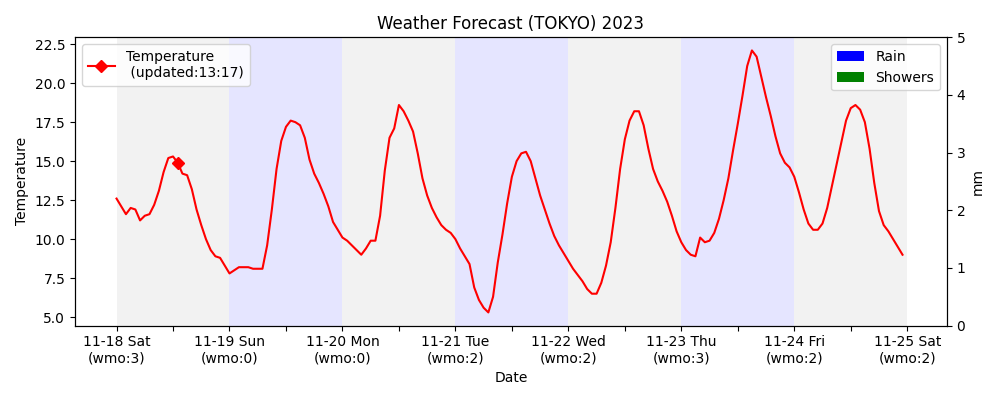 Weather Forecast (TOKYO) 2023
Temperature
(updated:13:17)
Rain
Showers
22.5
20.0
17.5
15.0
12.5
10.0
7.5
5.0
Temperature
5
4
3
2
1
0
mm
11-18 Sat
(wmo:3)
11-19 Sun
(wmo:0)
11-20 Mon
(wmo:0)
11-21 Tue
(wmo:2)
11-22 Wed
(wmo:2)
11-23 Thu
(wmo:3)
11-24 Fri
(wmo:2)
11-25 Sat
(wmo:2)
Date